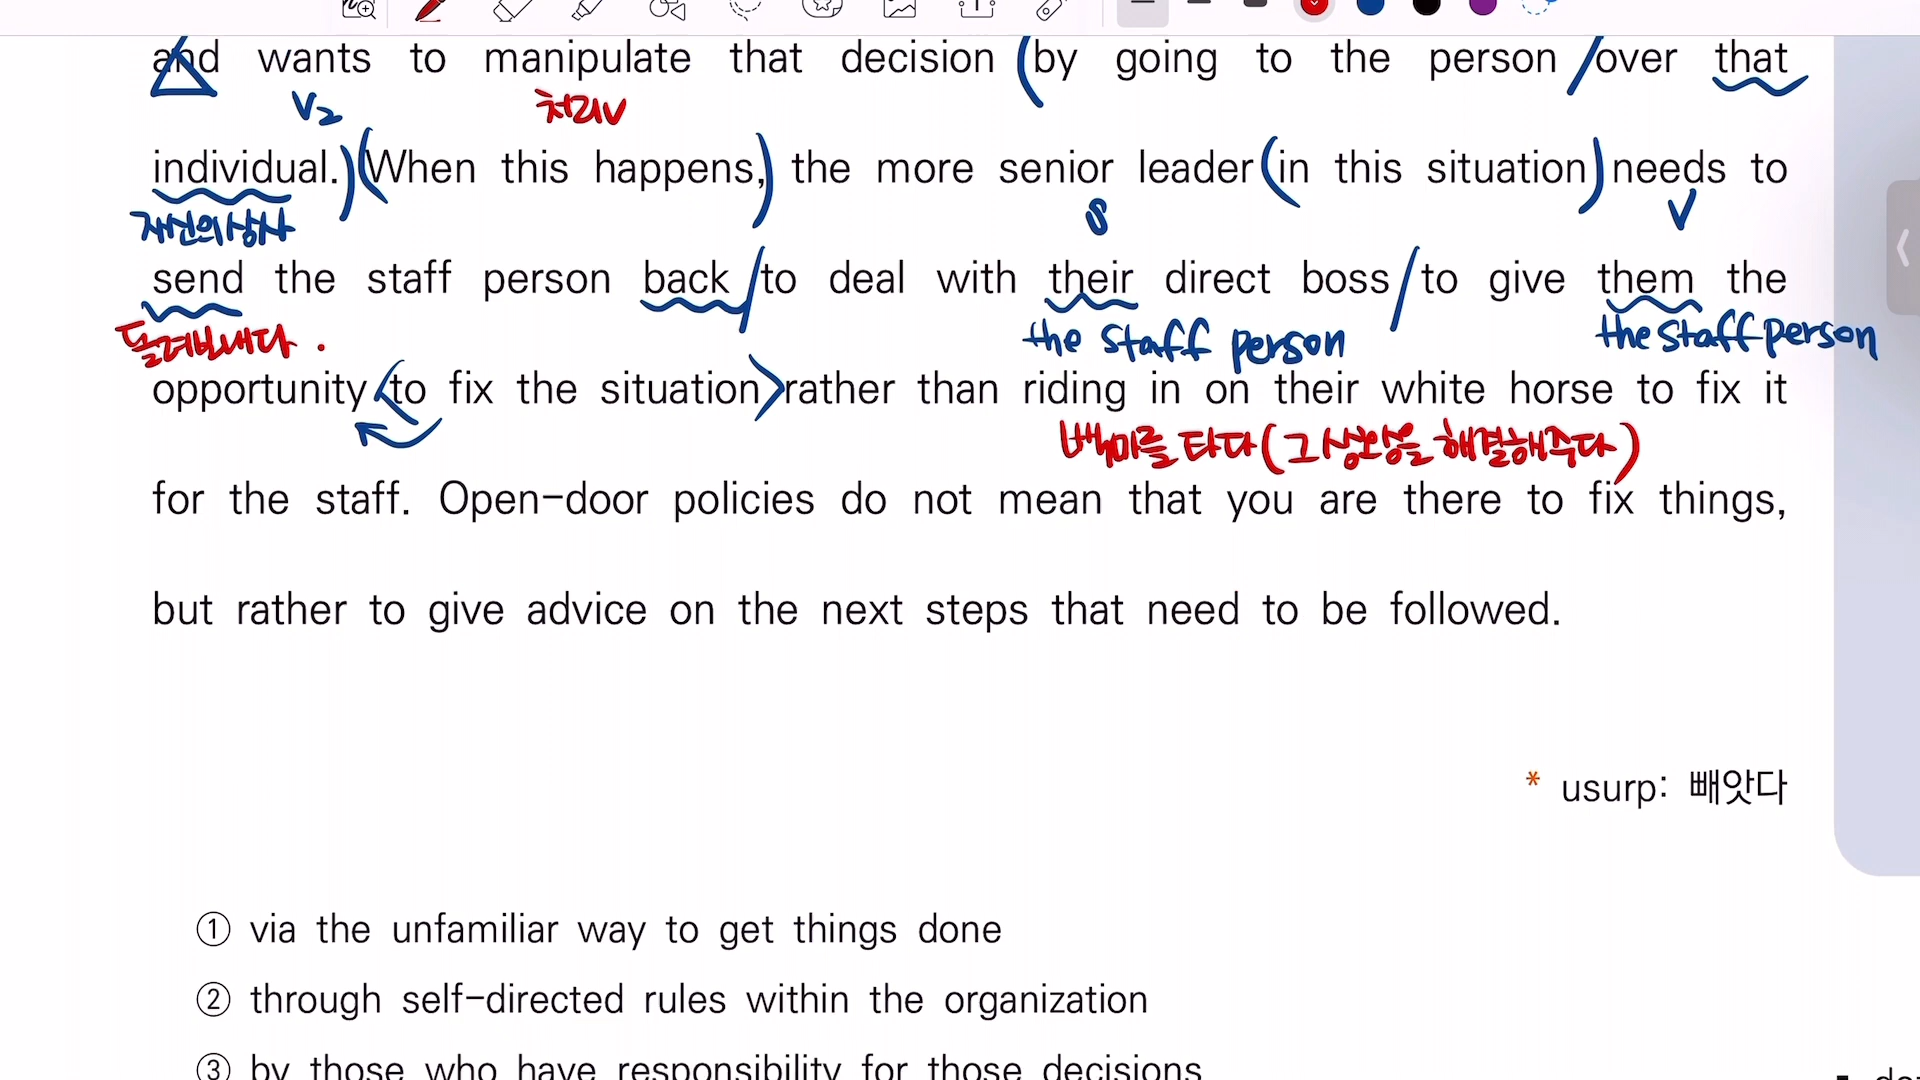 and wants to manipulate that decision by going to the person over that
V2 처리V
individual. When this happens, the more senior leader in this situation needs to
자신의상사 S V
send the staff person back to deal with their direct boss to give them the
돌려보내다. the staff person the staff person
opportunity to fix the situation rather than riding in on their white horse to fix it
백마를 타다(그상황을 해결해주다)
for the staff. Open-door policies do not mean that you are there to fix things,
but rather to give advice on the next steps that need to be followed.
* usurp: 빼앗다
① via the unfamiliar way to get things done
② through self-directed rules within the organization
③ by those who have responsibility for those decisions